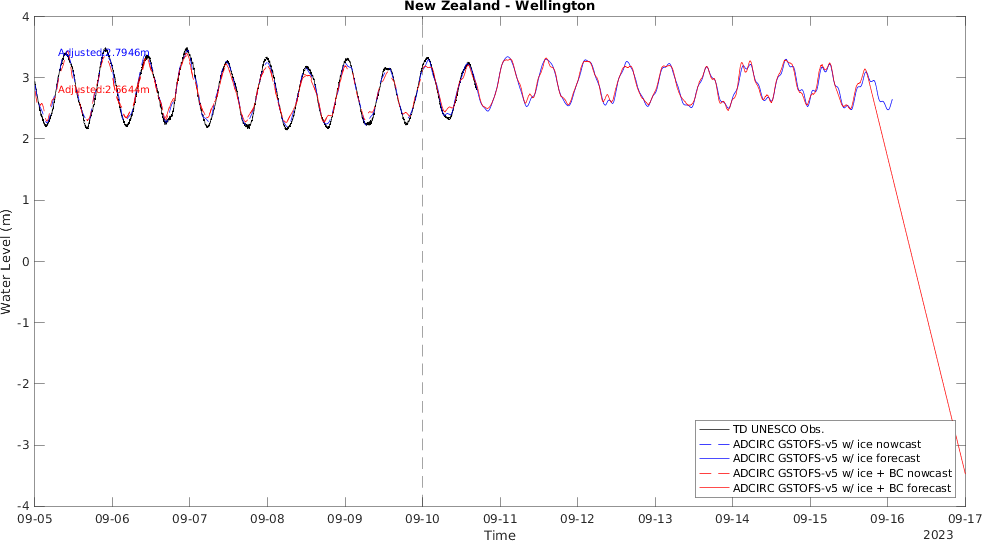 New Zealand - Wellington
4
3
2
1
0
-1
-2
-3
-4
Water Level (m)
Adjusted:2.7946m
Adjusted:2.6644m
TD UNESCO Obs.
ADCIRC GSTOFS-v5 w/ ice nowcast
ADCIRC GSTOFS-v5 w/ ice forecast
ADCIRC GSTOFS-v5 w/ ice + BC nowcast
ADCIRC GSTOFS-v5 w/ ice + BC forecast
09-05 09-06 09-07 09-08 09-09 09-10 09-11 09-12 09-13 09-14 09-15 09-16 09-17
Time
2023